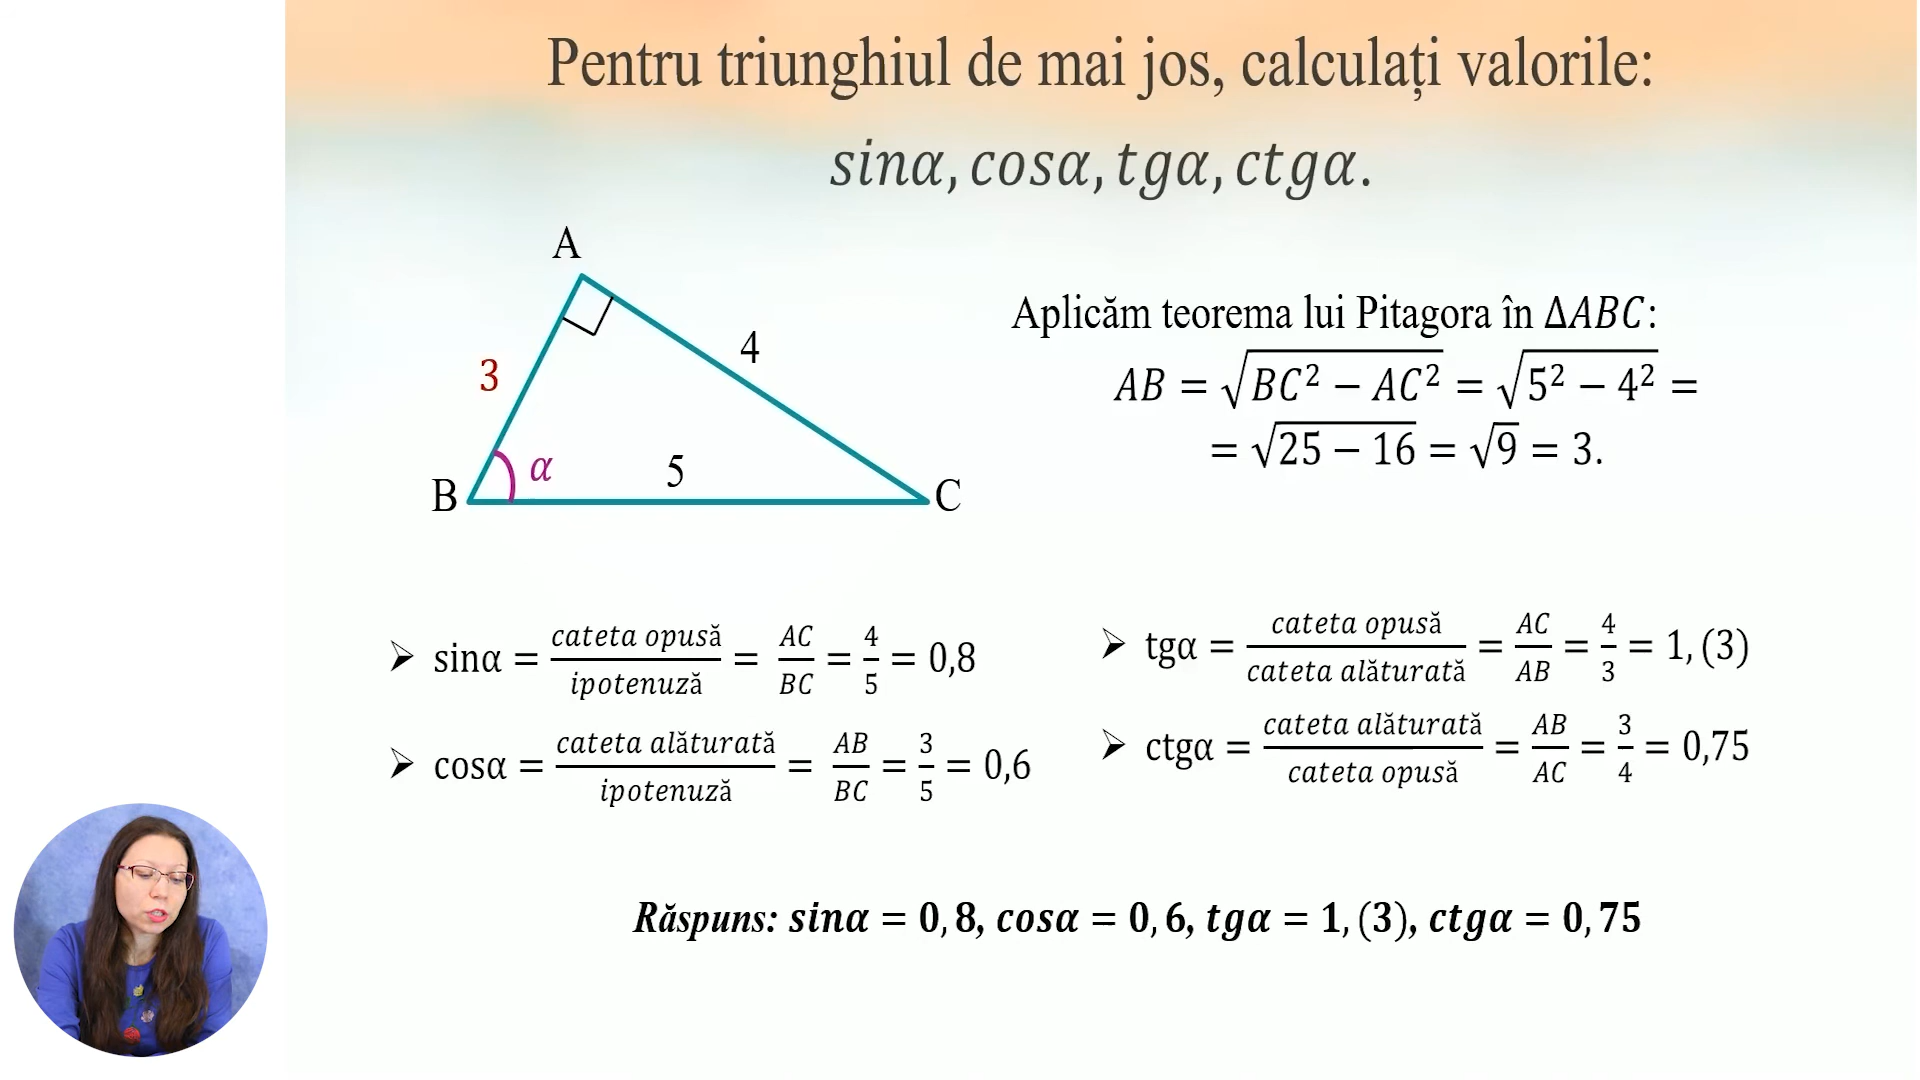 Pentru triunghiul de mai jos, calculați valorile:
sinα, cosα, tgα, ctgα.
A
3
4
B
α
5
C
Aplicăm teorema lui Pitagora în ΔABC:
AB = √(BC² − AC²) = √(5² − 4²) =
= √(25 − 16) = √9 = 3.
➢ sinα = cateta opusă / ipotenuză = AC/BC = 4/5 = 0,8
➢ cosα = cateta alăturată / ipotenuză = AB/BC = 3/5 = 0,6
➢ tgα = cateta opusă / cateta alăturată = AC/AB = 4/3 = 1,(3)
➢ ctgα = cateta alăturată / cateta opusă = AB/AC = 3/4 = 0,75
Răspuns: sinα = 0,8, cosα = 0,6, tgα = 1,(3), ctgα = 0,75